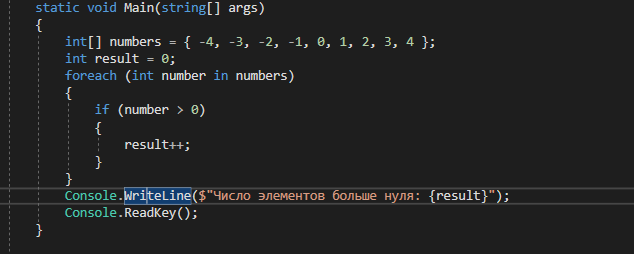 static void Main(string[] args)
{
int[] numbers = { -4, -3, -2, -1, 0, 1, 2, 3, 4 };
int result = 0;
foreach (int number in numbers)
{
if (number > 0)
{
result++;
}
}
Console.WriteLine($"Число элементов больше нуля: {result}");
Console.ReadKey();
}